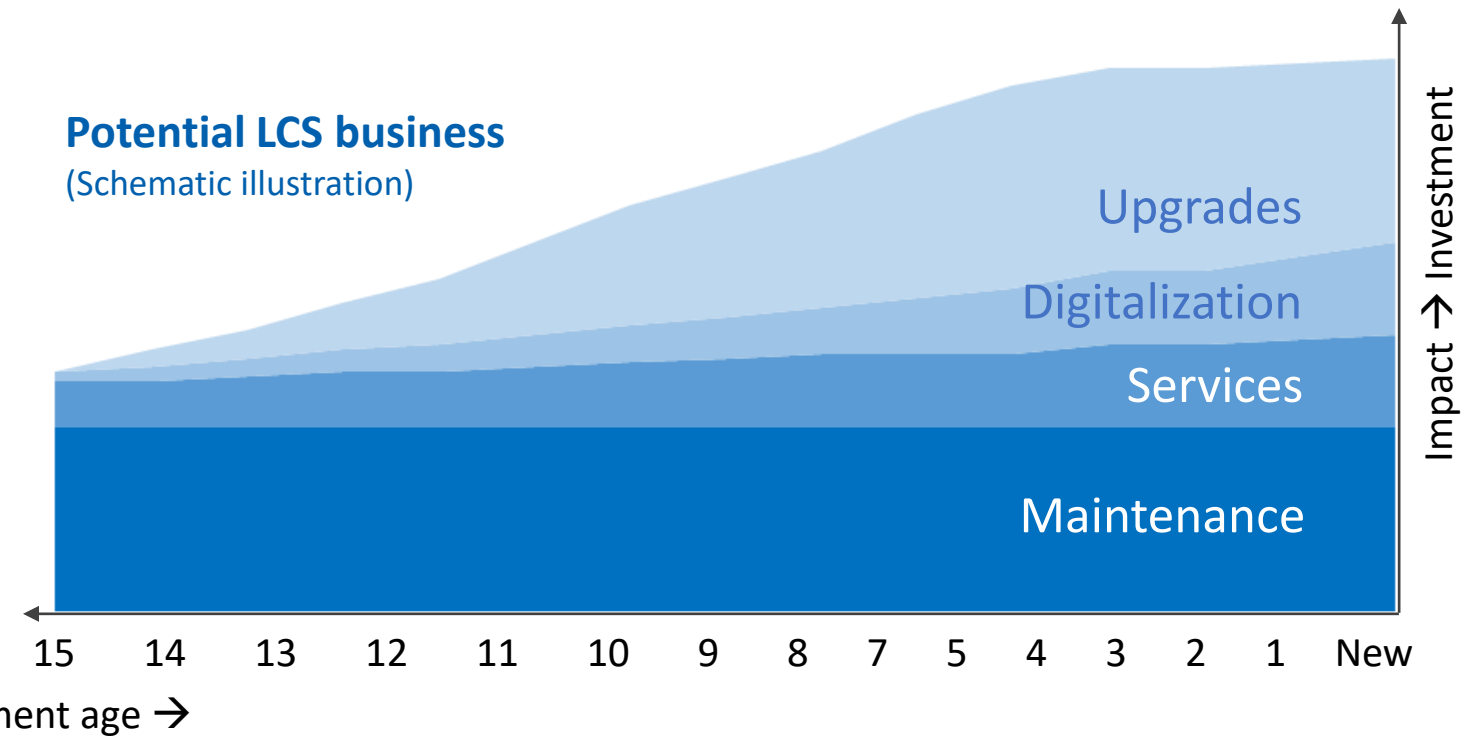 Potential LCS business
(Schematic illustration)
Upgrades
Digitalization
Services
Maintenance
Impact → Investment
15 14 13 12 11 10 9 8 7 5 4 3 2 1 New
age →